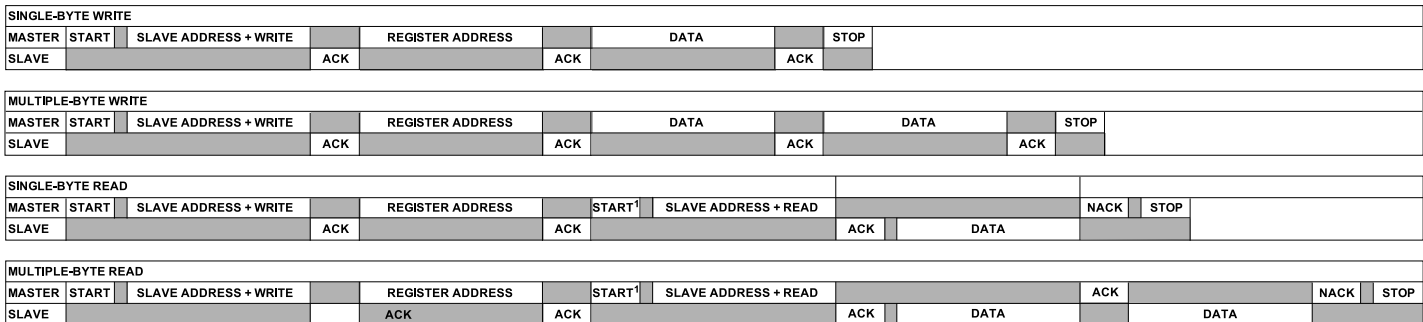 SINGLE-BYTE WRITE
MASTER START SLAVE ADDRESS + WRITE REGISTER ADDRESS DATA STOP
SLAVE ACK ACK ACK
MULTIPLE-BYTE WRITE
MASTER START SLAVE ADDRESS + WRITE REGISTER ADDRESS DATA DATA STOP
SLAVE ACK ACK ACK ACK
SINGLE-BYTE READ
MASTER START SLAVE ADDRESS + WRITE REGISTER ADDRESS START¹ SLAVE ADDRESS + READ NACK STOP
SLAVE ACK ACK ACK DATA
MULTIPLE-BYTE READ
MASTER START SLAVE ADDRESS + WRITE REGISTER ADDRESS START¹ SLAVE ADDRESS + READ ACK NACK STOP
SLAVE ACK ACK ACK DATA DATA